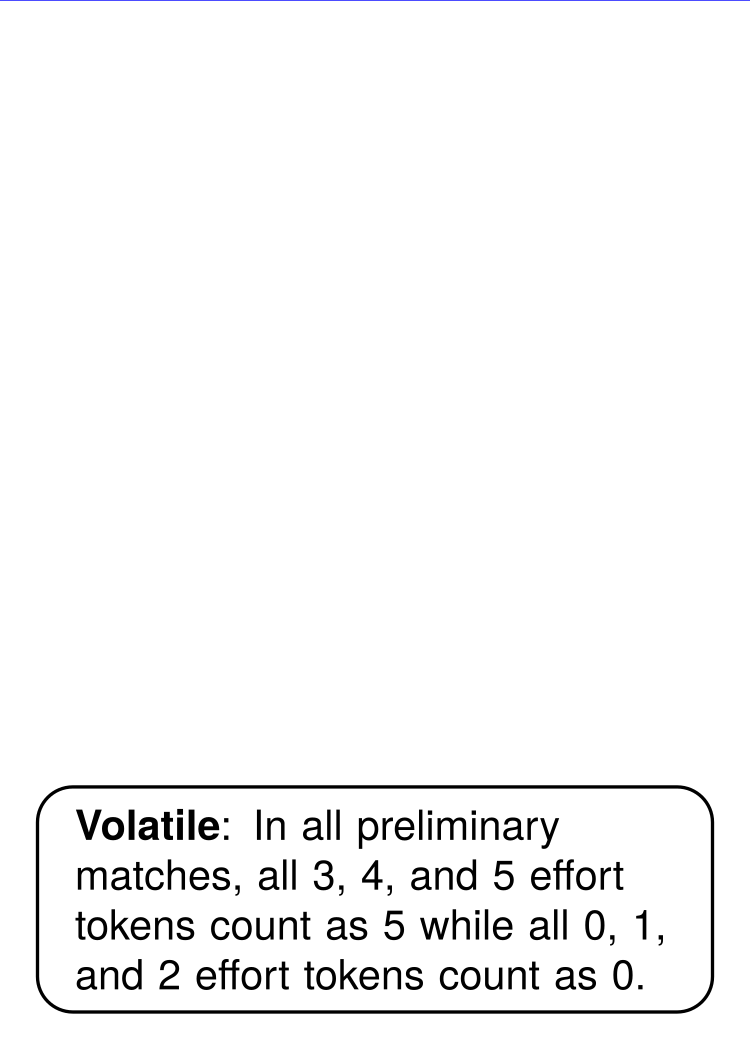 Volatile: In all preliminary
matches, all 3, 4, and 5 effort
tokens count as 5 while all 0, 1,
and 2 effort tokens count as 0.